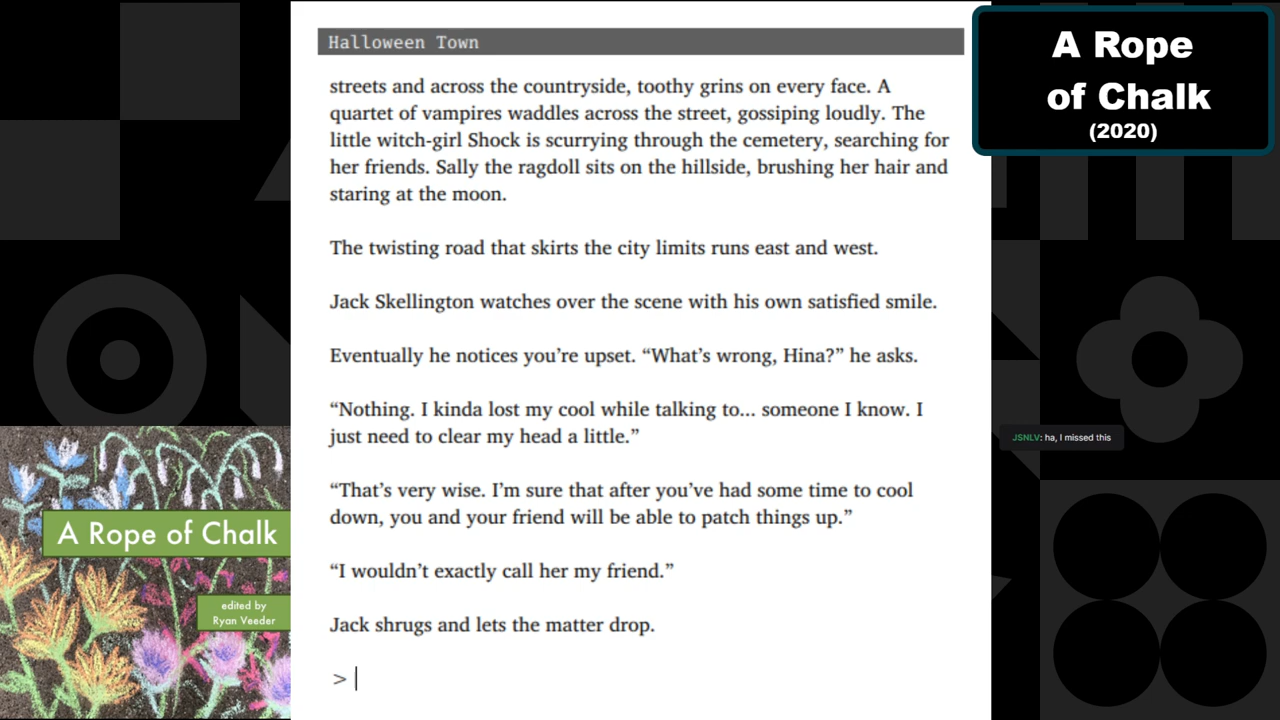 Halloween Town
streets and across the countryside, toothy grins on every face. A
quartet of vampires waddles across the street, gossiping loudly. The
little witch-girl Shock is scurrying through the cemetery, searching for
her friends. Sally the ragdoll sits on the hillside, brushing her hair and
staring at the moon.
The twisting road that skirts the city limits runs east and west.
Jack Skellington watches over the scene with his own satisfied smile.
Eventually he notices you’re upset. “What’s wrong, Hina?” he asks.
“Nothing. I kinda lost my cool while talking to... someone I know. I
just need to clear my head a little.”
“That’s very wise. I’m sure that after you’ve had some time to cool
down, you and your friend will be able to patch things up.”
“I wouldn’t exactly call her my friend.”
Jack shrugs and lets the matter drop.
>
A Rope
of Chalk
(2020)
JSNLV: ha, I missed this
A Rope of Chalk
edited by
Ryan Veeder